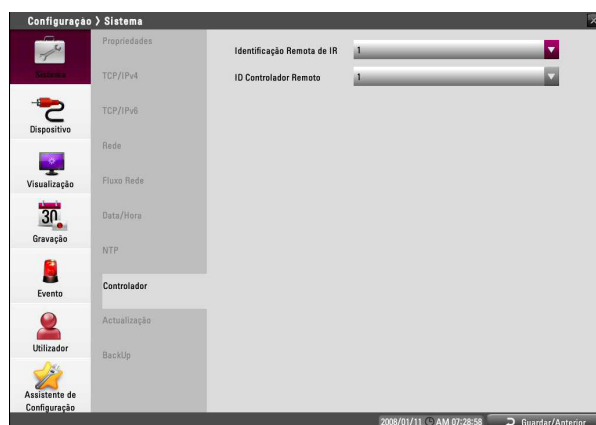 Configuração > Sistema
Sistema
Dispositivo
Visualização
30
Gravação
Evento
Utilizador
Assistente de
Configuração
Propriedades
TCP/IPv4
TCP/IPv6
Rede
Fluxo Rede
Data/Hora
NTP
Controlador
Actualização
BackUp
Identificação Remota de IR 1
ID Controlador Remoto 1
2008/01/11 AM 07:28:58 Guardar/Anterior